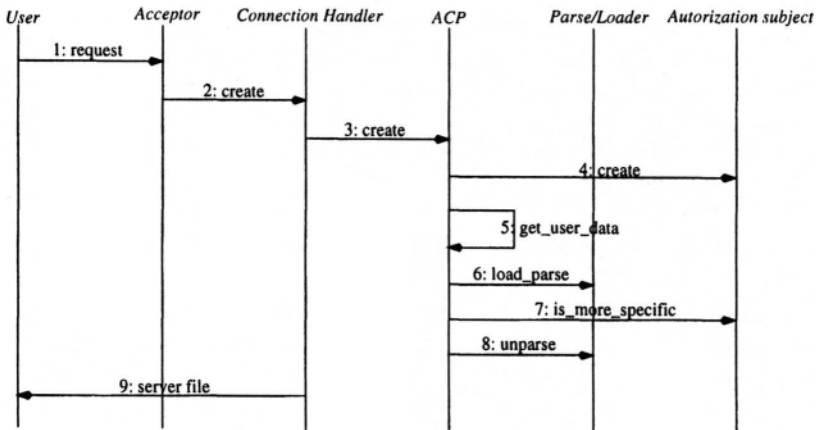 User Acceptor Connection Handler ACP Parse/Loader Autorization subject
1: request
2: create
3: create
4: create
5: get_user_data
6: load_parse
7: is_more_specific
8: unparse
9: server file